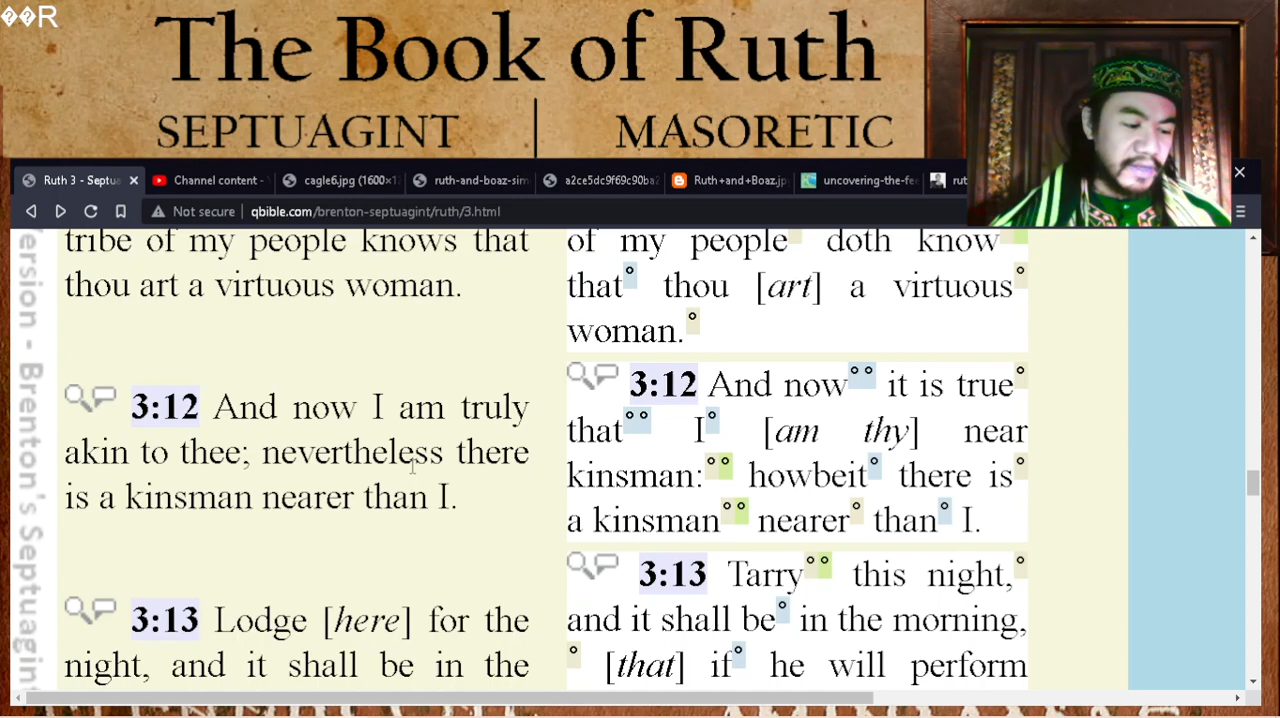 ��R
The Book of Ruth
SEPTUAGINT | MASORETIC
Ruth 3 - Septua
Channel content -
cagle6.jpg (1600×1
ruth-and-boaz-sim
a2ce5dc9f69c90ba2
Ruth+and+Boaz.jp
uncovering-the-fe
rut
Not secure | qbible.com/brenton-septuagint/ruth/3.html
ersion - Brenton's Septuagint
tribe of my people knows that
thou art a virtuous woman.
3:12 And now I am truly
akin to thee; nevertheless there
is a kinsman nearer than I.
3:13 Lodge [here] for the
night, and it shall be in the
of my people° doth know°
that° thou [art] a virtuous°
woman.°
3:12 And now°° it is true°
that°° I° [am thy] near
kinsman:°° howbeit° there is°
a kinsman°° nearer° than° I.
3:13 Tarry°° this night,°
and it shall be° in the morning,
° [that] if° he will perform